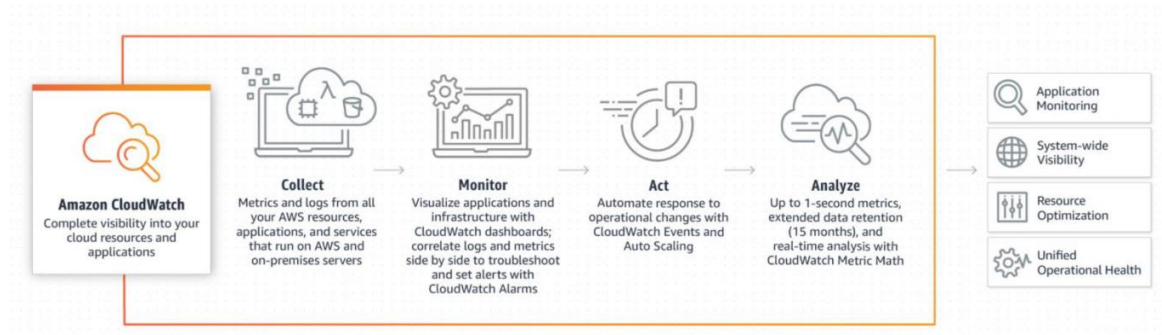 Amazon CloudWatch
Complete visibility into your
cloud resources and
applications
Collect
Metrics and logs from all
your AWS resources,
applications, and services
that run on AWS and
on-premises servers
Monitor
Visualize applications and
infrastructure with
CloudWatch dashboards;
correlate logs and metrics
side by side to troubleshoot
and set alerts with
CloudWatch Alarms
Act
Automate response to
operational changes with
CloudWatch Events and
Auto Scaling
Analyze
Up to 1-second metrics,
extended data retention
(15 months), and
real-time analysis with
CloudWatch Metric Math
Application
Monitoring
System-wide
Visibility
Resource
Optimization
Unified
Operational Health